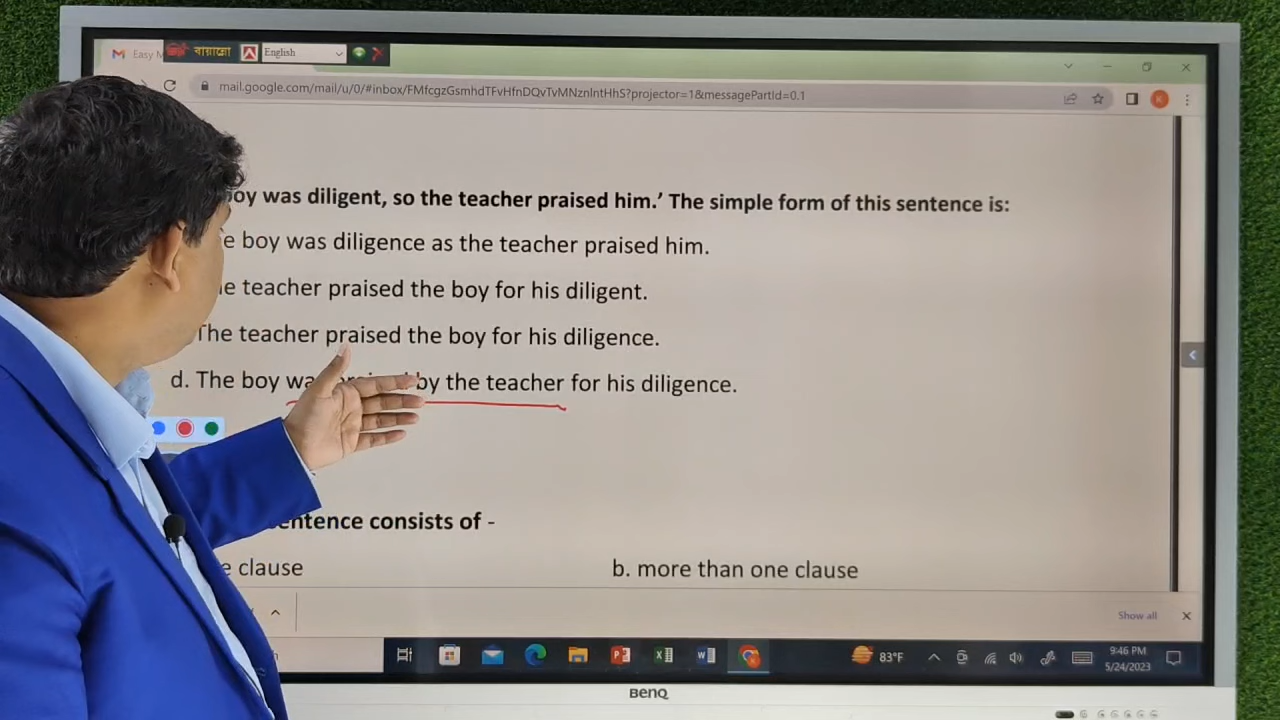 Easy
বায়ান্নো
English
mail.google.com/mail/u/0/#inbox/FMfcgzGsmhdTFvHfnDQvTvMNznlntHhS?projector=1&messagePartId=0.1
K
boy was diligent, so the teacher praised him.’ The simple form of this sentence is:
boy was diligence as the teacher praised him.
teacher praised the boy for his diligent.
The teacher praised the boy for his diligence.
d. The boy by the teacher for his diligence.
sentence consists of -
clause
b. more than one clause
Show all
83°F
9:46 PM
5/24/2023
BenQ